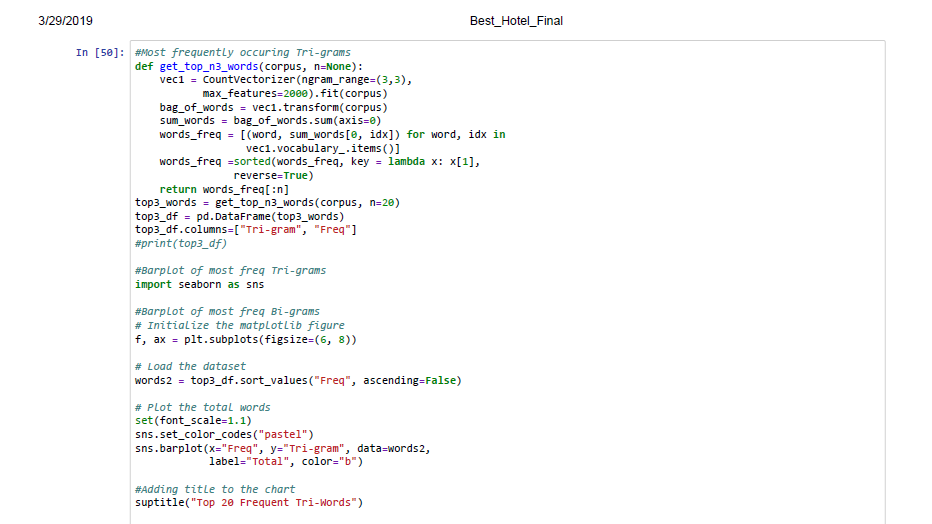 3/29/2019
Best_Hotel_Final
In [50]: #Most frequently occuring Tri-grams
def get_top_n3_words(corpus, n=None):
    vec1 = CountVectorizer(ngram_range=(3,3),
           max_features=2000).fit(corpus)
    bag_of_words = vec1.transform(corpus)
    sum_words = bag_of_words.sum(axis=0)
    words_freq = [(word, sum_words[0, idx]) for word, idx in
                  vec1.vocabulary_.items()]
    words_freq =sorted(words_freq, key = lambda x: x[1],
                reverse=True)
    return words_freq[:n]
top3_words = get_top_n3_words(corpus, n=20)
top3_df = pd.DataFrame(top3_words)
top3_df.columns=["Tri-gram", "Freq"]
#print(top3_df)

#Barplot of most freq Tri-grams
import seaborn as sns

#Barplot of most freq Bi-grams
# Initialize the matplotlib figure
f, ax = plt.subplots(figsize=(6, 8))

# Load the dataset
words2 = top3_df.sort_values("Freq", ascending=False)

# Plot the total words
set(font_scale=1.1)
sns.set_color_codes("pastel")
sns.barplot(x="Freq", y="Tri-gram", data=words2,
            label="Total", color="b")

#Adding title to the chart
suptitle("Top 20 Frequent Tri-Words")